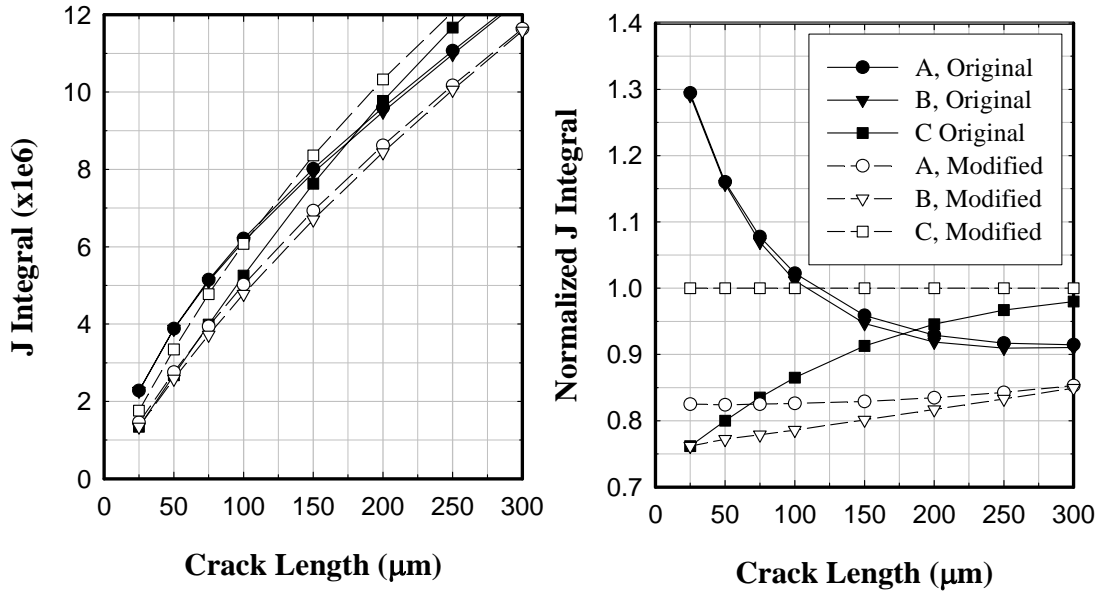 J Integral (x1e6)
12
10
8
6
4
2
0
0 50 100 150 200 250 300
Crack Length (μm)
Normalized J Integral
1.4
1.3
1.2
1.1
1.0
0.9
0.8
0.7
A, Original
B, Original
C Original
A, Modified
B, Modified
C, Modified
0 50 100 150 200 250 300
Crack Length (μm)